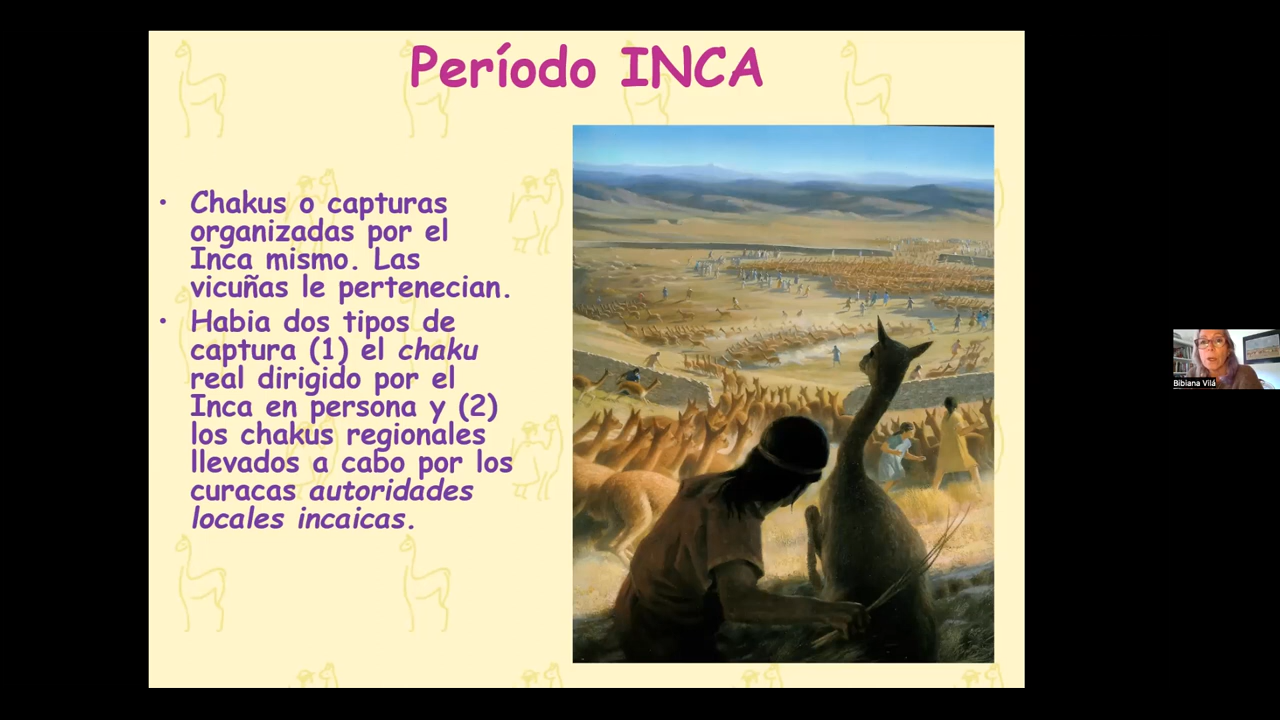 Período INCA
• Chakus o capturas
organizadas por el
Inca mismo. Las
vicuñas le pertenecian.
• Habia dos tipos de
captura (1) el chaku
real dirigido por el
Inca en persona y (2)
los chakus regionales
llevados a cabo por los
curacas autoridades
locales incaicas.
Bibiana Vilá